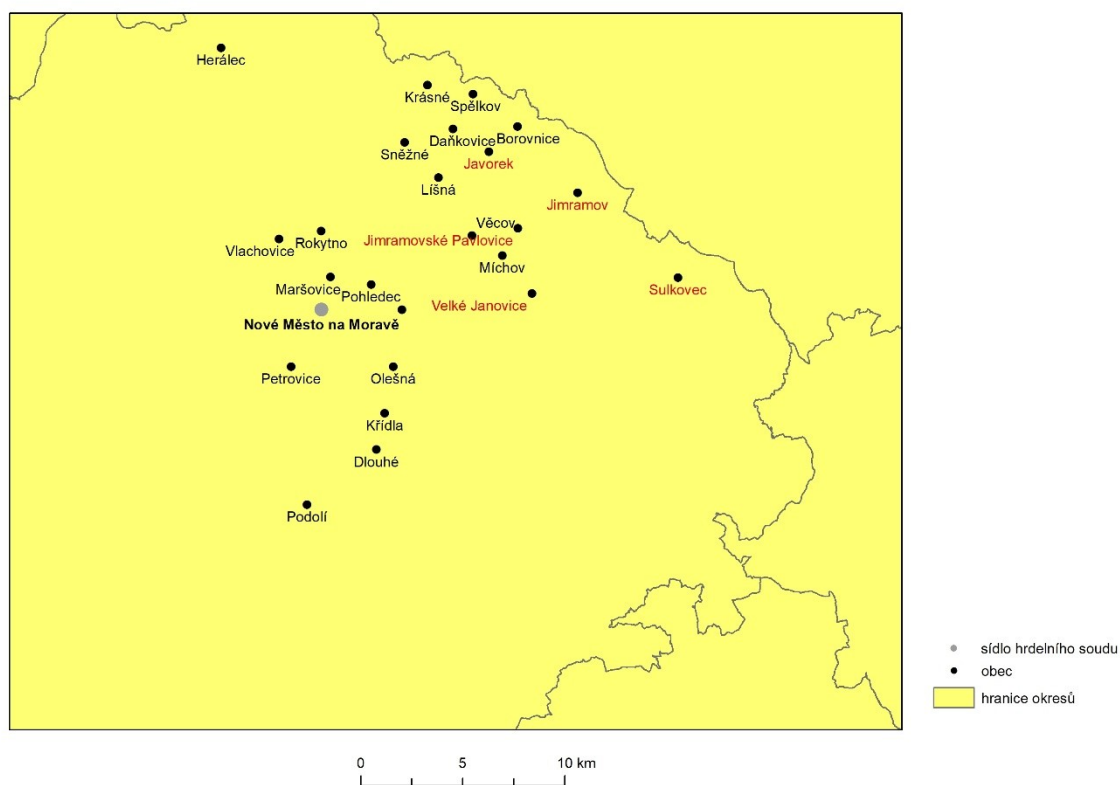 Herálec
Krásné
Spělkov
Daňkovice
Borovnice
Sněžné
Javorek
Líšná
Jimramov
Věcov
Rokytno
Jimramovské Pavlovice
Vlachovice
Míchov
Maršovice
Pohledec
Sulkovec
Velké Janovice
Nové Město na Moravě
Petrovice
Olešná
Křídla
Dlouhé
Podolí
sídlo hrdelního soudu
obec
hranice okresů
0 5 10 km